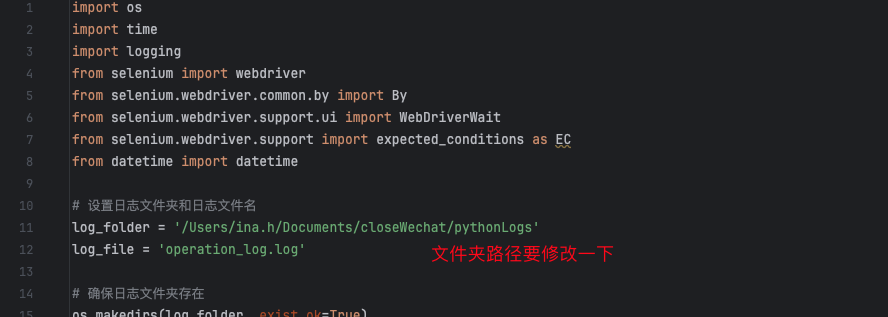 1 import os
2 import time
3 import logging
4 from selenium import webdriver
5 from selenium.webdriver.common.by import By
6 from selenium.webdriver.support.ui import WebDriverWait
7 from selenium.webdriver.support import expected_conditions as EC
8 from datetime import datetime
9
10 # 设置日志文件夹和日志文件名
11 log_folder = '/Users/ina.h/Documents/closeWechat/pythonLogs'
12 log_file = 'operation_log.log'
文件夹路径要修改一下
13
14 # 确保日志文件夹存在
15 os.makedirs(log_folder, exist_ok=True)